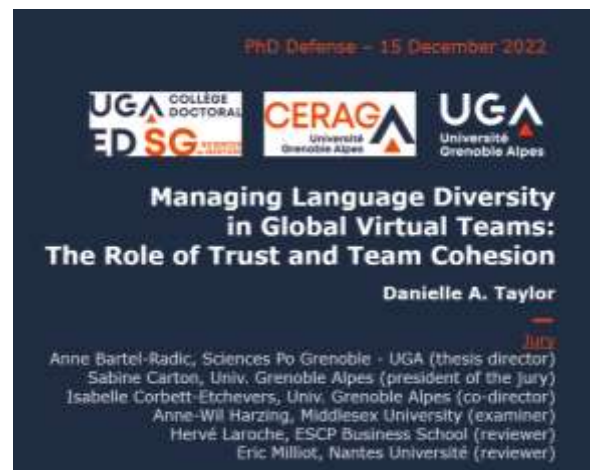 PhD Defense – 15 December 2022
UGA COLLÈGE DOCTORAL
ED SG
CERAG
Université
Grenoble Alpes
UGA
Université
Grenoble Alpes
Managing Language Diversity
in Global Virtual Teams:
The Role of Trust and Team Cohesion
Danielle A. Taylor
Jury
Anne Bartel-Radic, Sciences Po Grenoble - UGA (thesis director)
Sabine Carton, Univ. Grenoble Alpes (president of the jury)
Isabelle Corbett-Etchevers, Univ. Grenoble Alpes (co-director)
Anne-Wil Harzing, Middlesex University (examiner)
Hervé Laroche, ESCP Business School (reviewer)
Eric Milliot, Nantes Université (reviewer)